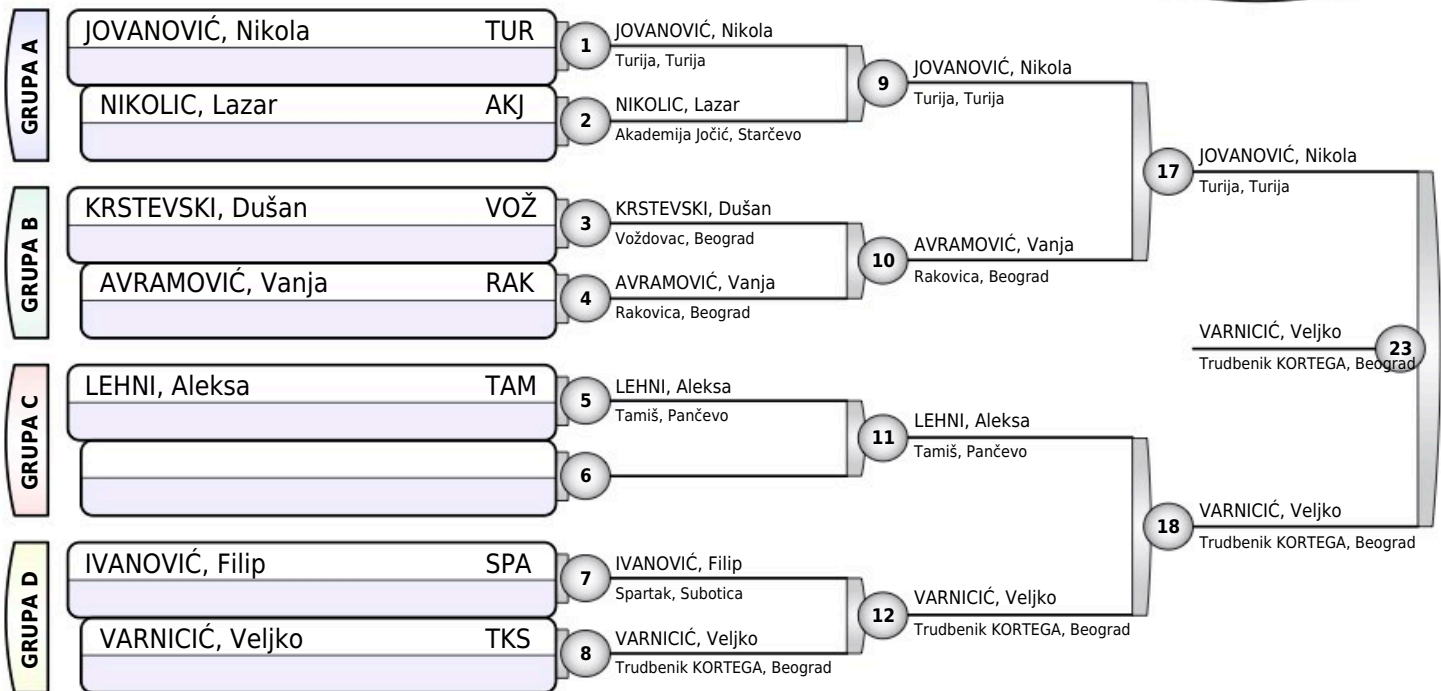 GRUPA A
JOVANOVIĆ, Nikola TUR
NIKOLIC, Lazar AKJ
GRUPA B
KRSTEVSKI, Dušan VOŽ
AVRAMOVIĆ, Vanja RAK
GRUPA C
LEHNI, Aleksa TAM
GRUPA D
IVANOVIĆ, Filip SPA
VARNICIĆ, Veljko TKS
1
JOVANOVIĆ, Nikola
Turija, Turija
2
NIKOLIC, Lazar
Akademija Jočić, Starčevo
3
KRSTEVSKI, Dušan
Voždovac, Beograd
4
AVRAMOVIĆ, Vanja
Rakovica, Beograd
5
LEHNI, Aleksa
Tamiš, Pančevo
6
7
IVANOVIĆ, Filip
Spartak, Subotica
8
VARNICIĆ, Veljko
Trudbenik KORTEGA, Beograd
9
JOVANOVIĆ, Nikola
Turija, Turija
10
AVRAMOVIĆ, Vanja
Rakovica, Beograd
11
LEHNI, Aleksa
Tamiš, Pančevo
12
VARNICIĆ, Veljko
Trudbenik KORTEGA, Beograd
17
JOVANOVIĆ, Nikola
Turija, Turija
18
VARNICIĆ, Veljko
Trudbenik KORTEGA, Beograd
23
VARNICIĆ, Veljko
Trudbenik KORTEGA, Beograd